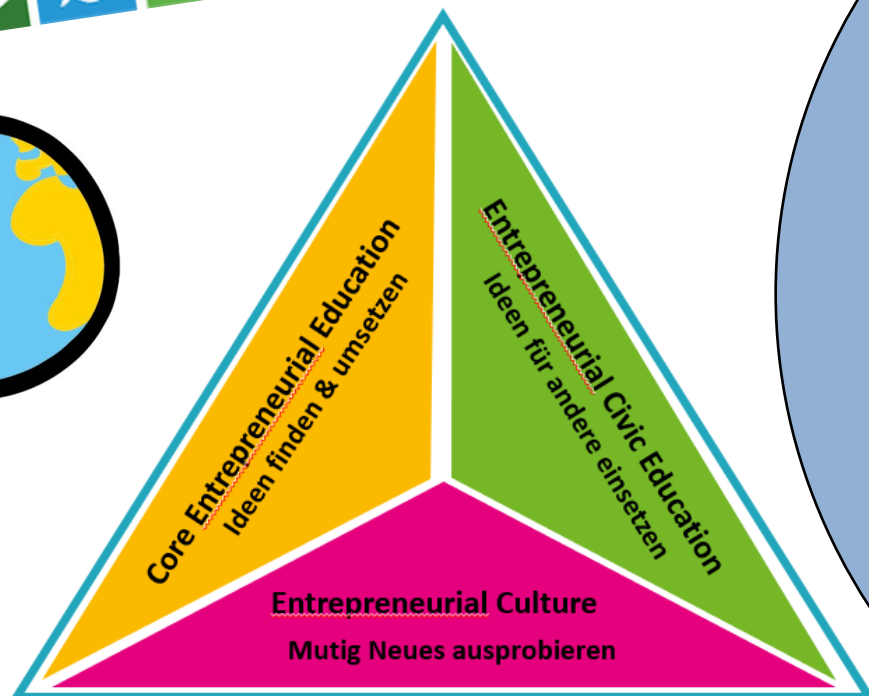 Core Entrepreneurial Education
Ideen finden & umsetzen
Entrepreneurial Civic Education
Ideen für andere einsetzen
Entrepreneurial Culture
Mutig Neues ausprobieren